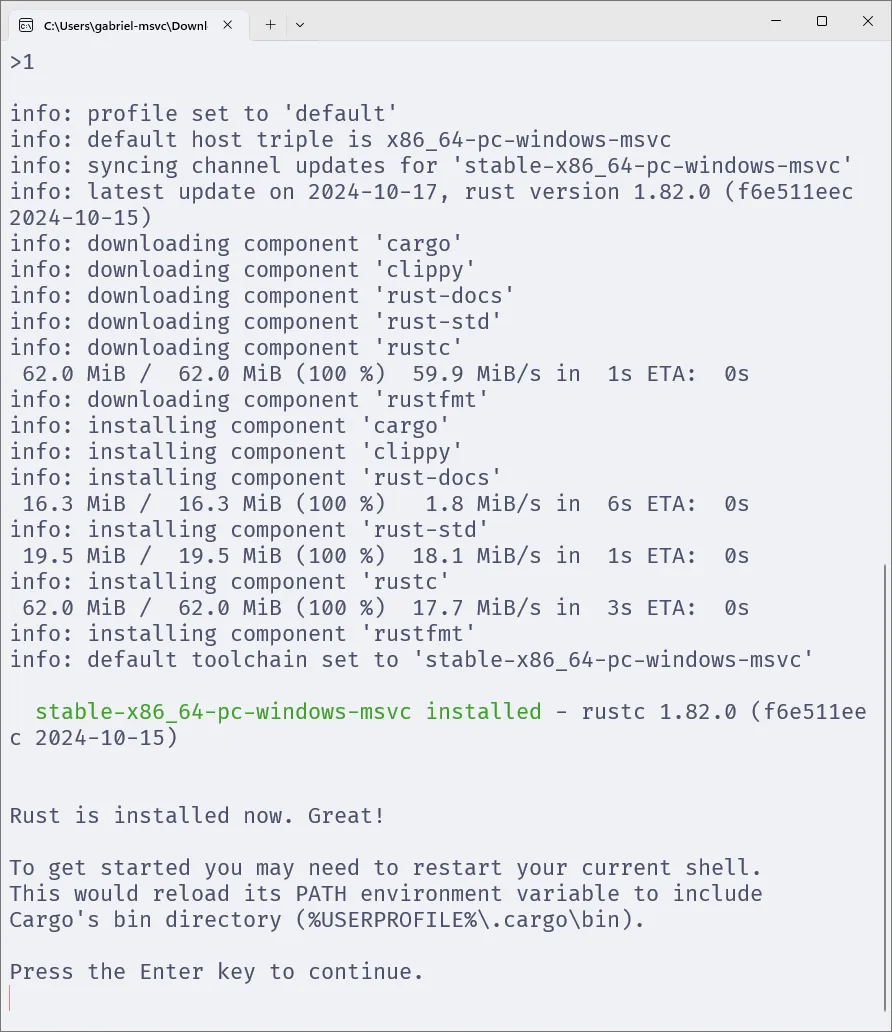 C:\Users\gabriel-msvc\Downl
>1
info: profile set to 'default'
info: default host triple is x86_64-pc-windows-msvc
info: syncing channel updates for 'stable-x86_64-pc-windows-msvc'
info: latest update on 2024-10-17, rust version 1.82.0 (f6e511eec
2024-10-15)
info: downloading component 'cargo'
info: downloading component 'clippy'
info: downloading component 'rust-docs'
info: downloading component 'rust-std'
info: downloading component 'rustc'
 62.0 MiB /  62.0 MiB (100 %)  59.9 MiB/s in  1s ETA:  0s
info: downloading component 'rustfmt'
info: installing component 'cargo'
info: installing component 'clippy'
info: installing component 'rust-docs'
 16.3 MiB /  16.3 MiB (100 %)   1.8 MiB/s in  6s ETA:  0s
info: installing component 'rust-std'
 19.5 MiB /  19.5 MiB (100 %)  18.1 MiB/s in  1s ETA:  0s
info: installing component 'rustc'
 62.0 MiB /  62.0 MiB (100 %)  17.7 MiB/s in  3s ETA:  0s
info: installing component 'rustfmt'
info: default toolchain set to 'stable-x86_64-pc-windows-msvc'
  stable-x86_64-pc-windows-msvc installed - rustc 1.82.0 (f6e511ee
c 2024-10-15)
Rust is installed now. Great!
To get started you may need to restart your current shell.
This would reload its PATH environment variable to include
Cargo's bin directory (%USERPROFILE%\.cargo\bin).
Press the Enter key to continue.